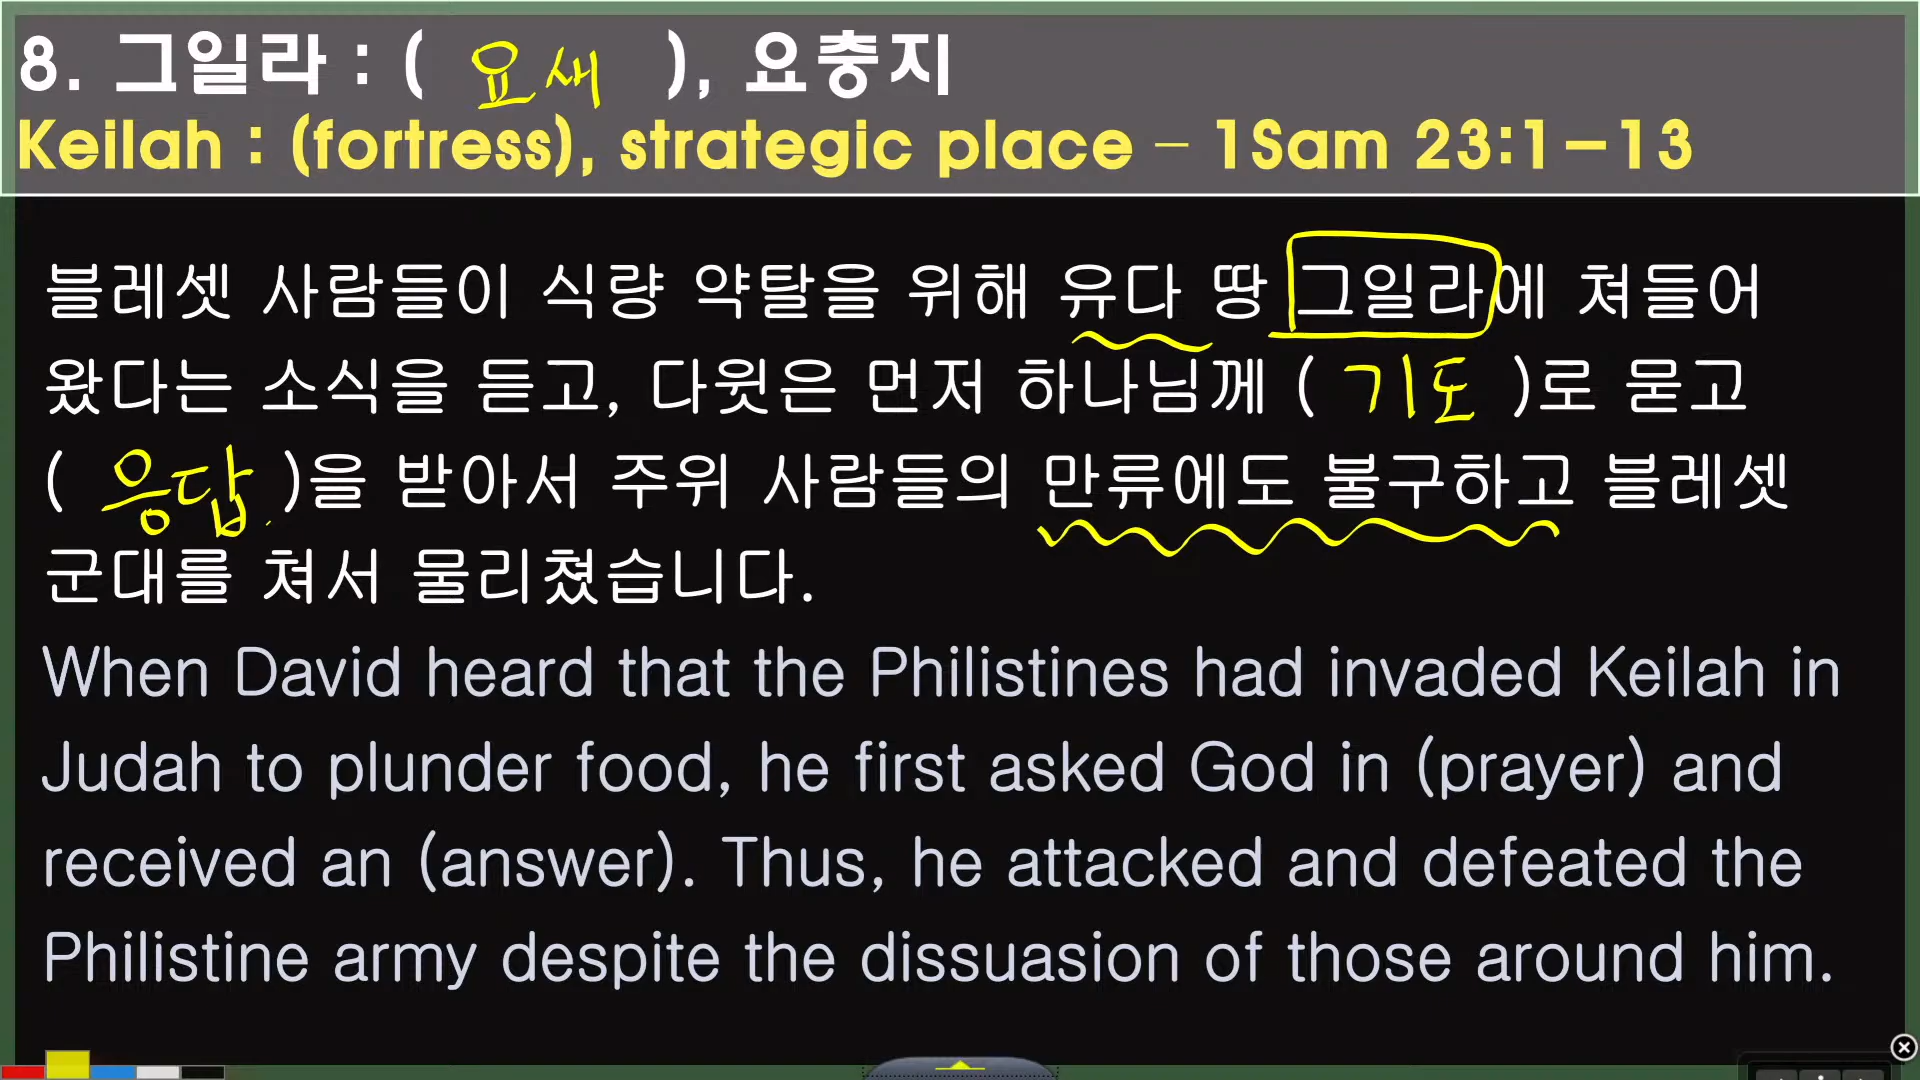 8. 그일라 : ( 요새 ), 요충지
Keilah : (fortress), strategic place – 1Sam 23:1–13
블레셋 사람들이 식량 약탈을 위해 유다 땅 그일라에 쳐들어
왔다는 소식을 듣고, 다윗은 먼저 하나님께 ( 기도 )로 묻고
( 응답 )을 받아서 주위 사람들의 만류에도 불구하고 블레셋
군대를 쳐서 물리쳤습니다.
When David heard that the Philistines had invaded Keilah in
Judah to plunder food, he first asked God in (prayer) and
received an (answer). Thus, he attacked and defeated the
Philistine army despite the dissuasion of those around him.